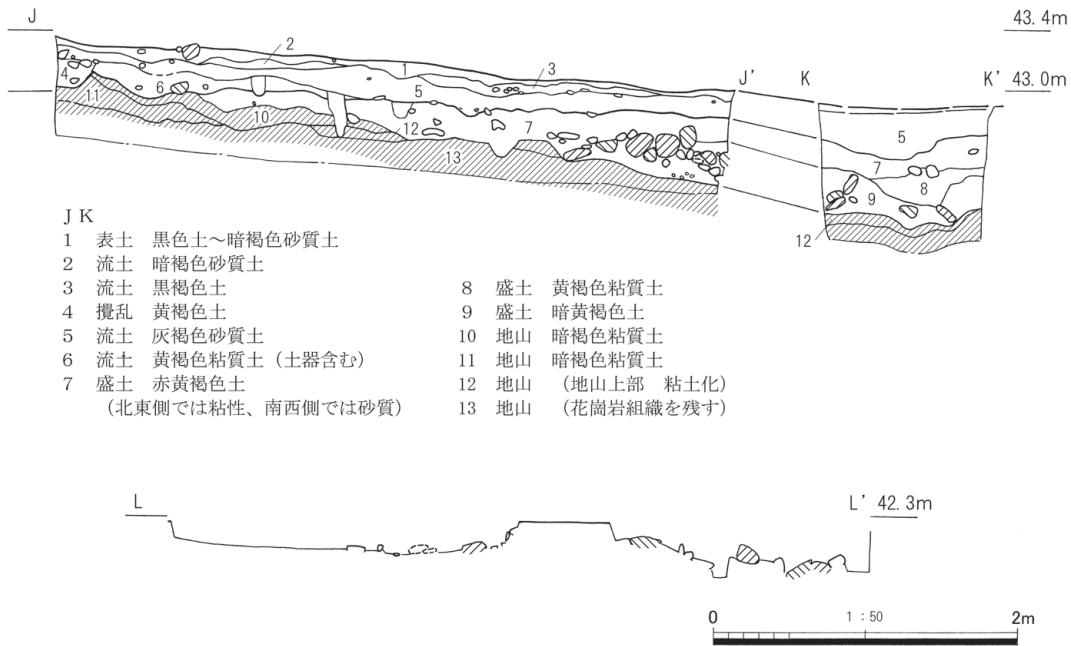 J
43.4m
2
1
3
J'
K
K'
43.0m
4
11
6
5
5
10
12
7
7
8
13
9
12
J K
1 表土 黒色土～暗褐色砂質土
2 流土 暗褐色砂質土
3 流土 黒褐色土
4 攪乱 黄褐色土
5 流土 灰褐色砂質土
6 流土 黄褐色粘質土（土器含む）
7 盛土 赤黄褐色土
（北東側では粘性、南西側では砂質）
8 盛土 黄褐色粘質土
9 盛土 暗黄褐色土
10 地山 暗褐色粘質土
11 地山 暗褐色粘質土
12 地山 （地山上部 粘土化）
13 地山 （花崗岩組織を残す）
L
L' 42.3m
0 1：50 2m